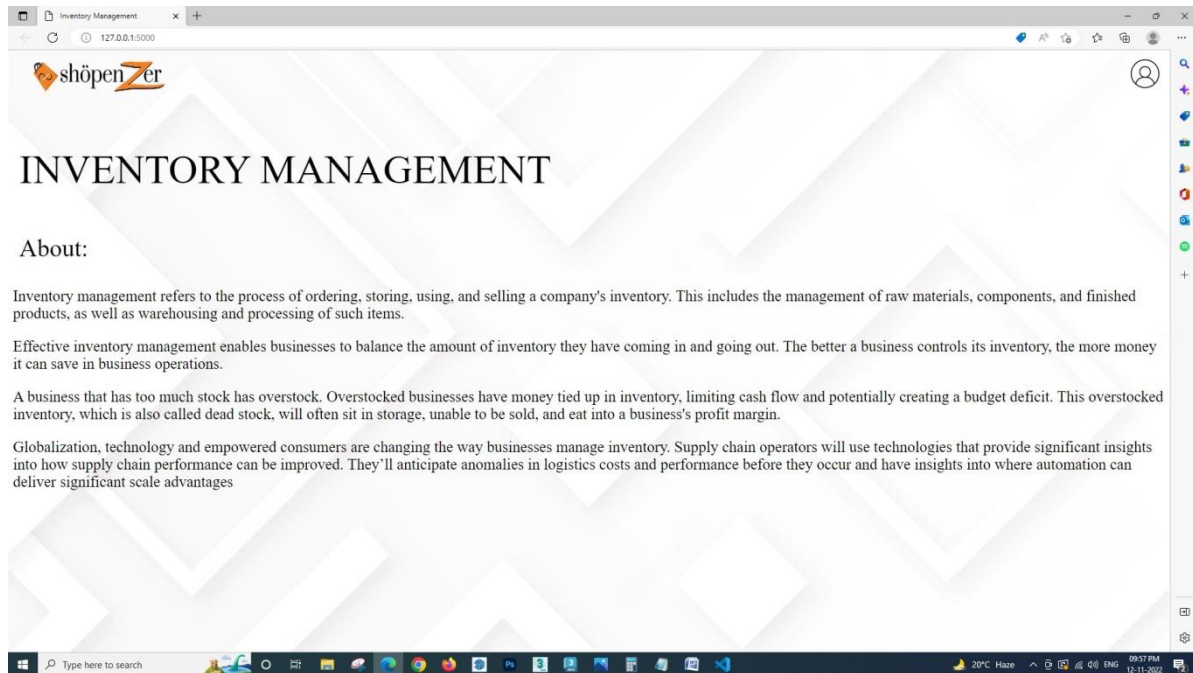 Inventory Management
127.0.0.1:5000
shöpenZer
INVENTORY MANAGEMENT
About:
Inventory management refers to the process of ordering, storing, using, and selling a company's inventory. This includes the management of raw materials, components, and finished
products, as well as warehousing and processing of such items.
Effective inventory management enables businesses to balance the amount of inventory they have coming in and going out. The better a business controls its inventory, the more money
it can save in business operations.
A business that has too much stock has overstock. Overstocked businesses have money tied up in inventory, limiting cash flow and potentially creating a budget deficit. This overstocked
inventory, which is also called dead stock, will often sit in storage, unable to be sold, and eat into a business's profit margin.
Globalization, technology and empowered consumers are changing the way businesses manage inventory. Supply chain operators will use technologies that provide significant insights
into how supply chain performance can be improved. They’ll anticipate anomalies in logistics costs and performance before they occur and have insights into where automation can
deliver significant scale advantages
Type here to search
Ps
3
20°C Haze
ENG
09:57 PM
12-11-2022